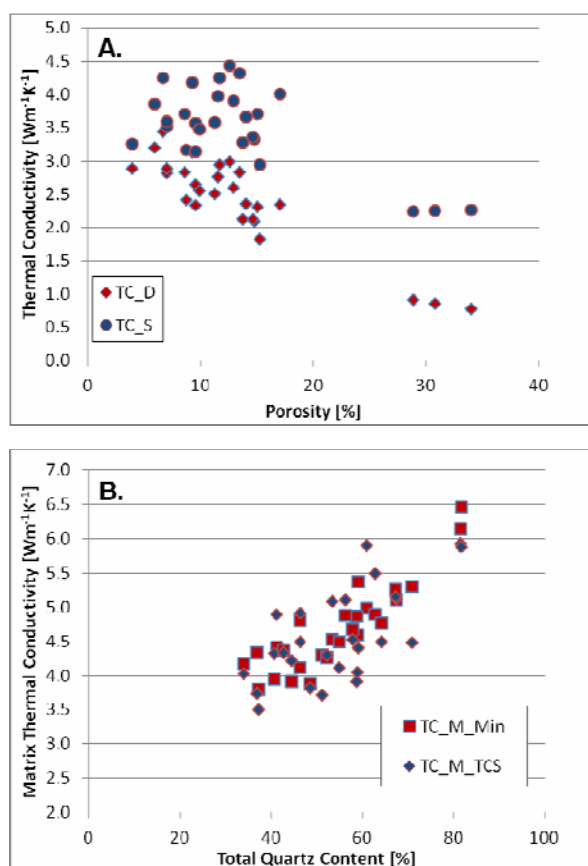 A.
Thermal Conductivity [Wm⁻¹K⁻¹]
5.0
4.5
4.0
3.5
3.0
2.5
2.0
1.5
1.0
0.5
0.0
TC_D
TC_S
0 10 20 30 40
Porosity [%]
B.
Matrix Thermal Conductivity [Wm⁻¹K⁻¹]
7.0
6.5
6.0
5.5
5.0
4.5
4.0
3.5
3.0
2.5
2.0
TC_M_Min
TC_M_TCS
0 20 40 60 80 100
Total Quartz Content [%]